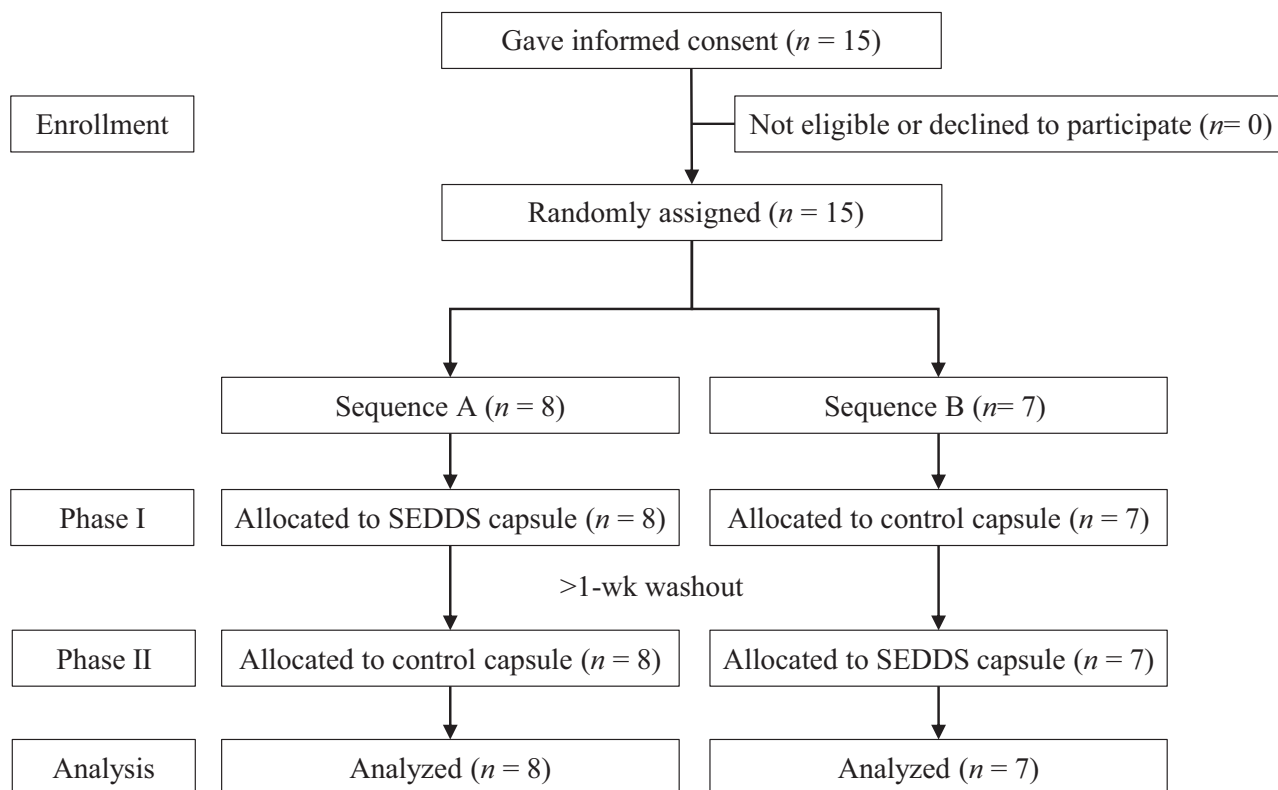 Gave informed consent (n = 15)
Enrollment
Not eligible or declined to participate (n= 0)
Randomly assigned (n = 15)
Sequence A (n = 8)
Sequence B (n= 7)
Phase I
Allocated to SEDDS capsule (n = 8)
Allocated to control capsule (n = 7)
>1-wk washout
Phase II
Allocated to control capsule (n = 8)
Allocated to SEDDS capsule (n = 7)
Analysis
Analyzed (n = 8)
Analyzed (n = 7)